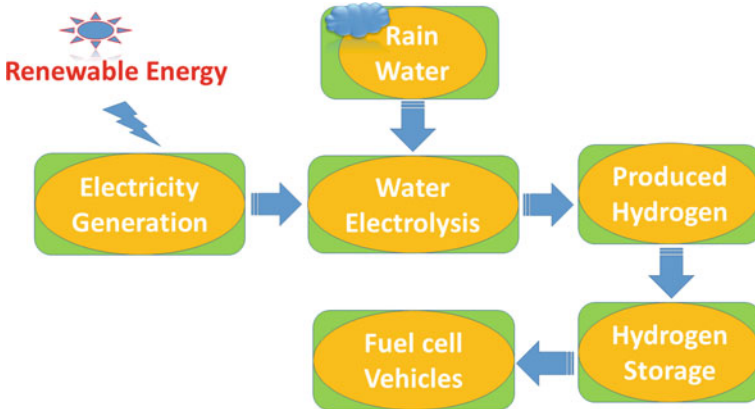 Renewable Energy
Rain
Water
Electricity
Generation
Water
Electrolysis
Produced
Hydrogen
Fuel cell
Vehicles
Hydrogen
Storage